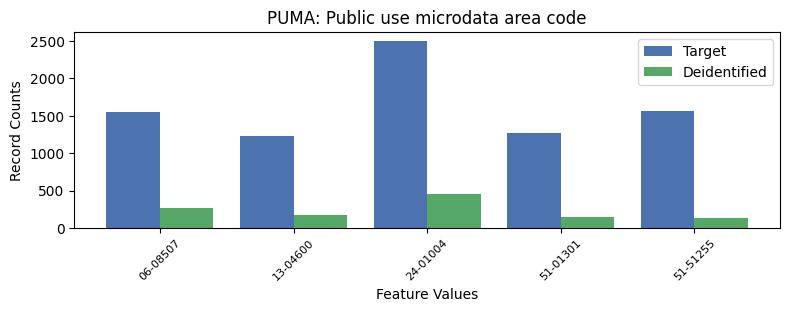 PUMA: Public use microdata area code
Target
Deidentified
Record Counts
2500
2000
1500
1000
500
0
06-08507
13-04600
24-01004
51-01301
51-51255
Feature Values